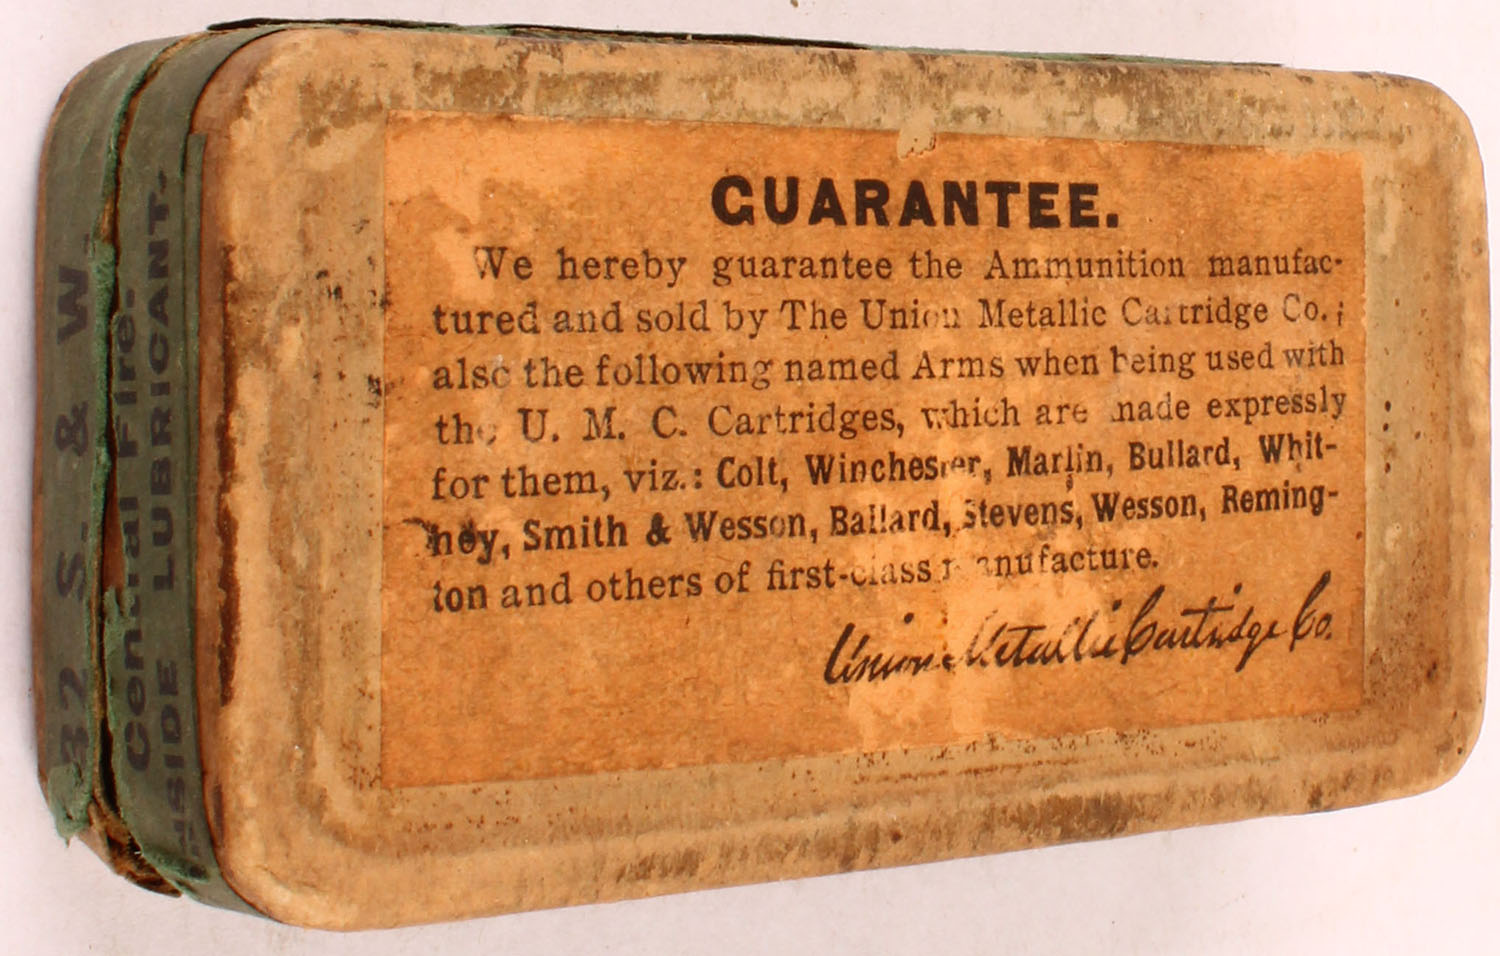 GUARANTEE.
We hereby guarantee the Ammunition manufac-
tured and sold by The Union Metallic Cartridge Co.;
also the following named Arms when being used with
the U. M. C. Cartridges, which are made expressly
for them, viz.: Colt, Winchester, Marlin, Bullard, Whit-
ney, Smith & Wesson, Ballard, Stevens, Wesson, Reming-
ton and others of first-class manufacture.
Union Metallic Cartridge Co.
32 S. & W.
Central Fire.
INSIDE LUBRICANT.